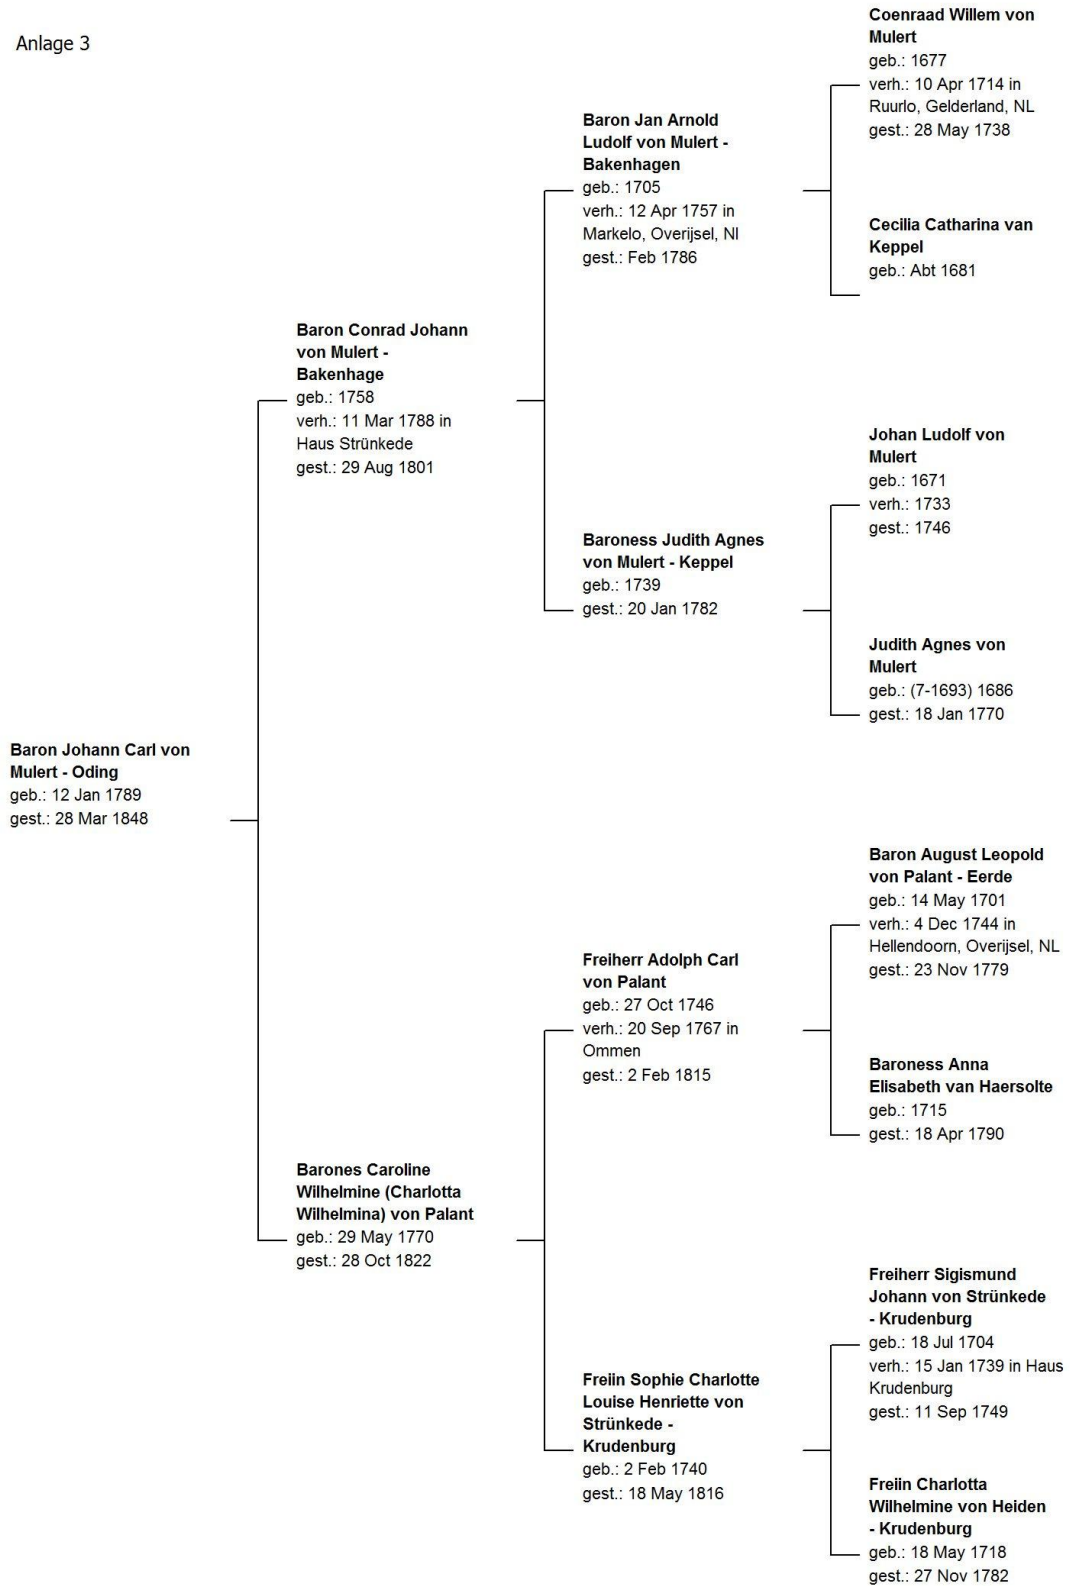 Anlage 3
Coenraad Willem von
Mulert
geb.: 1677
verh.: 10 Apr 1714 in
Ruurlo, Gelderland, NL
gest.: 28 May 1738
Baron Jan Arnold
Ludolf von Mulert -
Bakenhagen
geb.: 1705
verh.: 12 Apr 1757 in
Markelo, Overijsel, Nl
gest.: Feb 1786
Cecilia Catharina van
Keppel
geb.: Abt 1681
Baron Conrad Johann
von Mulert -
Bakenhage
geb.: 1758
verh.: 11 Mar 1788 in
Haus Strünkede
gest.: 29 Aug 1801
Johan Ludolf von
Mulert
geb.: 1671
verh.: 1733
gest.: 1746
Baroness Judith Agnes
von Mulert - Keppel
geb.: 1739
gest.: 20 Jan 1782
Judith Agnes von
Mulert
geb.: (7-1693) 1686
gest.: 18 Jan 1770
Baron Johann Carl von
Mulert - Oding
geb.: 12 Jan 1789
gest.: 28 Mar 1848
Baron August Leopold
von Palant - Eerde
geb.: 14 May 1701
verh.: 4 Dec 1744 in
Hellendoorn, Overijsel, NL
gest.: 23 Nov 1779
Freiherr Adolph Carl
von Palant
geb.: 27 Oct 1746
verh.: 20 Sep 1767 in
Ommen
gest.: 2 Feb 1815
Baroness Anna
Elisabeth van Haersolte
geb.: 1715
gest.: 18 Apr 1790
Barones Caroline
Wilhelmine (Charlotta
Wilhelmina) von Palant
geb.: 29 May 1770
gest.: 28 Oct 1822
Freiherr Sigismund
Johann von Strünkede
- Krudenburg
geb.: 18 Jul 1704
verh.: 15 Jan 1739 in Haus
Krudenburg
gest.: 11 Sep 1749
Freiin Sophie Charlotte
Louise Henriette von
Strünkede -
Krudenburg
geb.: 2 Feb 1740
gest.: 18 May 1816
Freiin Charlotta
Wilhelmine von Heiden
- Krudenburg
geb.: 18 May 1718
gest.: 27 Nov 1782